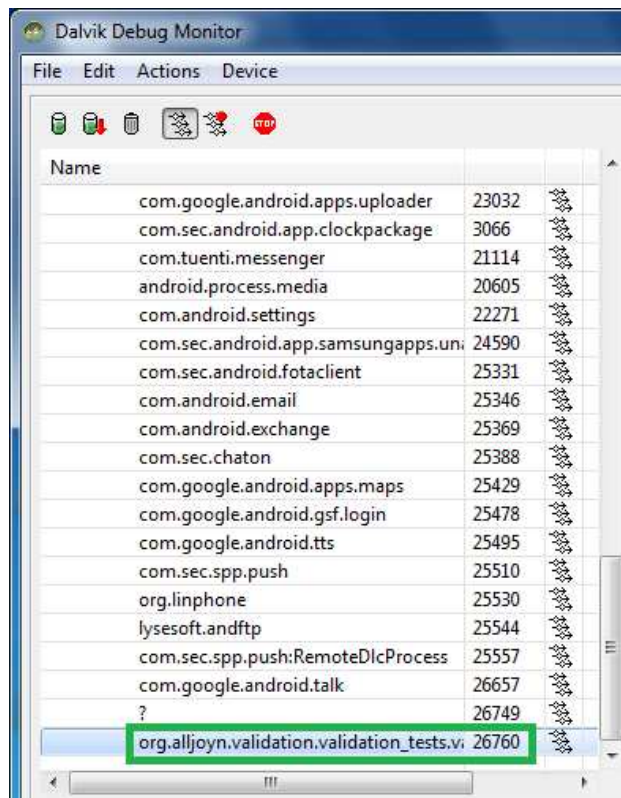 Dalvik Debug Monitor
File Edit Actions Device
STOP
Name
com.google.android.apps.uploader 23032
com.sec.android.app.clockpackage 3066
com.tuenti.messenger 21114
android.process.media 20605
com.android.settings 22271
com.sec.android.app.samsungapps.una 24590
com.sec.android.fotaclient 25331
com.android.email 25346
com.android.exchange 25369
com.sec.chaton 25388
com.google.android.apps.maps 25429
com.google.android.gsf.login 25478
com.google.android.tts 25495
com.sec.spp.push 25510
org.linphone 25530
lysesoft.andftp 25544
com.sec.spp.push:RemoteDlcProcess 25557
com.google.android.talk 26657
? 26749
org.alljoyn.validation.validation_tests.va 26760